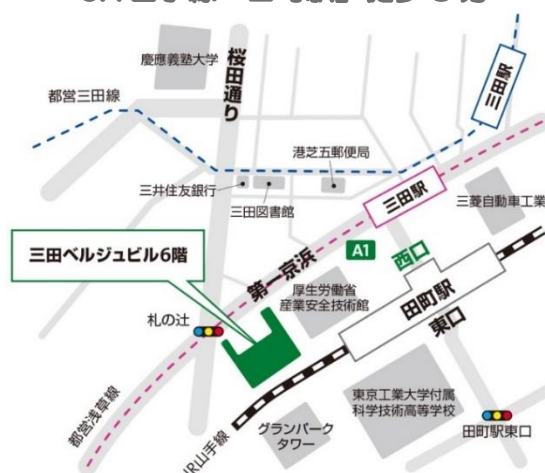 慶應義塾大学
桜田通り
都営三田線
三田駅
港芝五郵便局
三井住友銀行
三田図書館
三田駅
三菱自動車工業
三田ベルジュビル6階
A1
西口
第一京浜
厚生労働省
産業安全技術館
田町駅
東口
札の辻
東京工業大学付属
科学技術高等学校
都営浅草線
JR山手線
グランパーク
タワー
田町駅東口